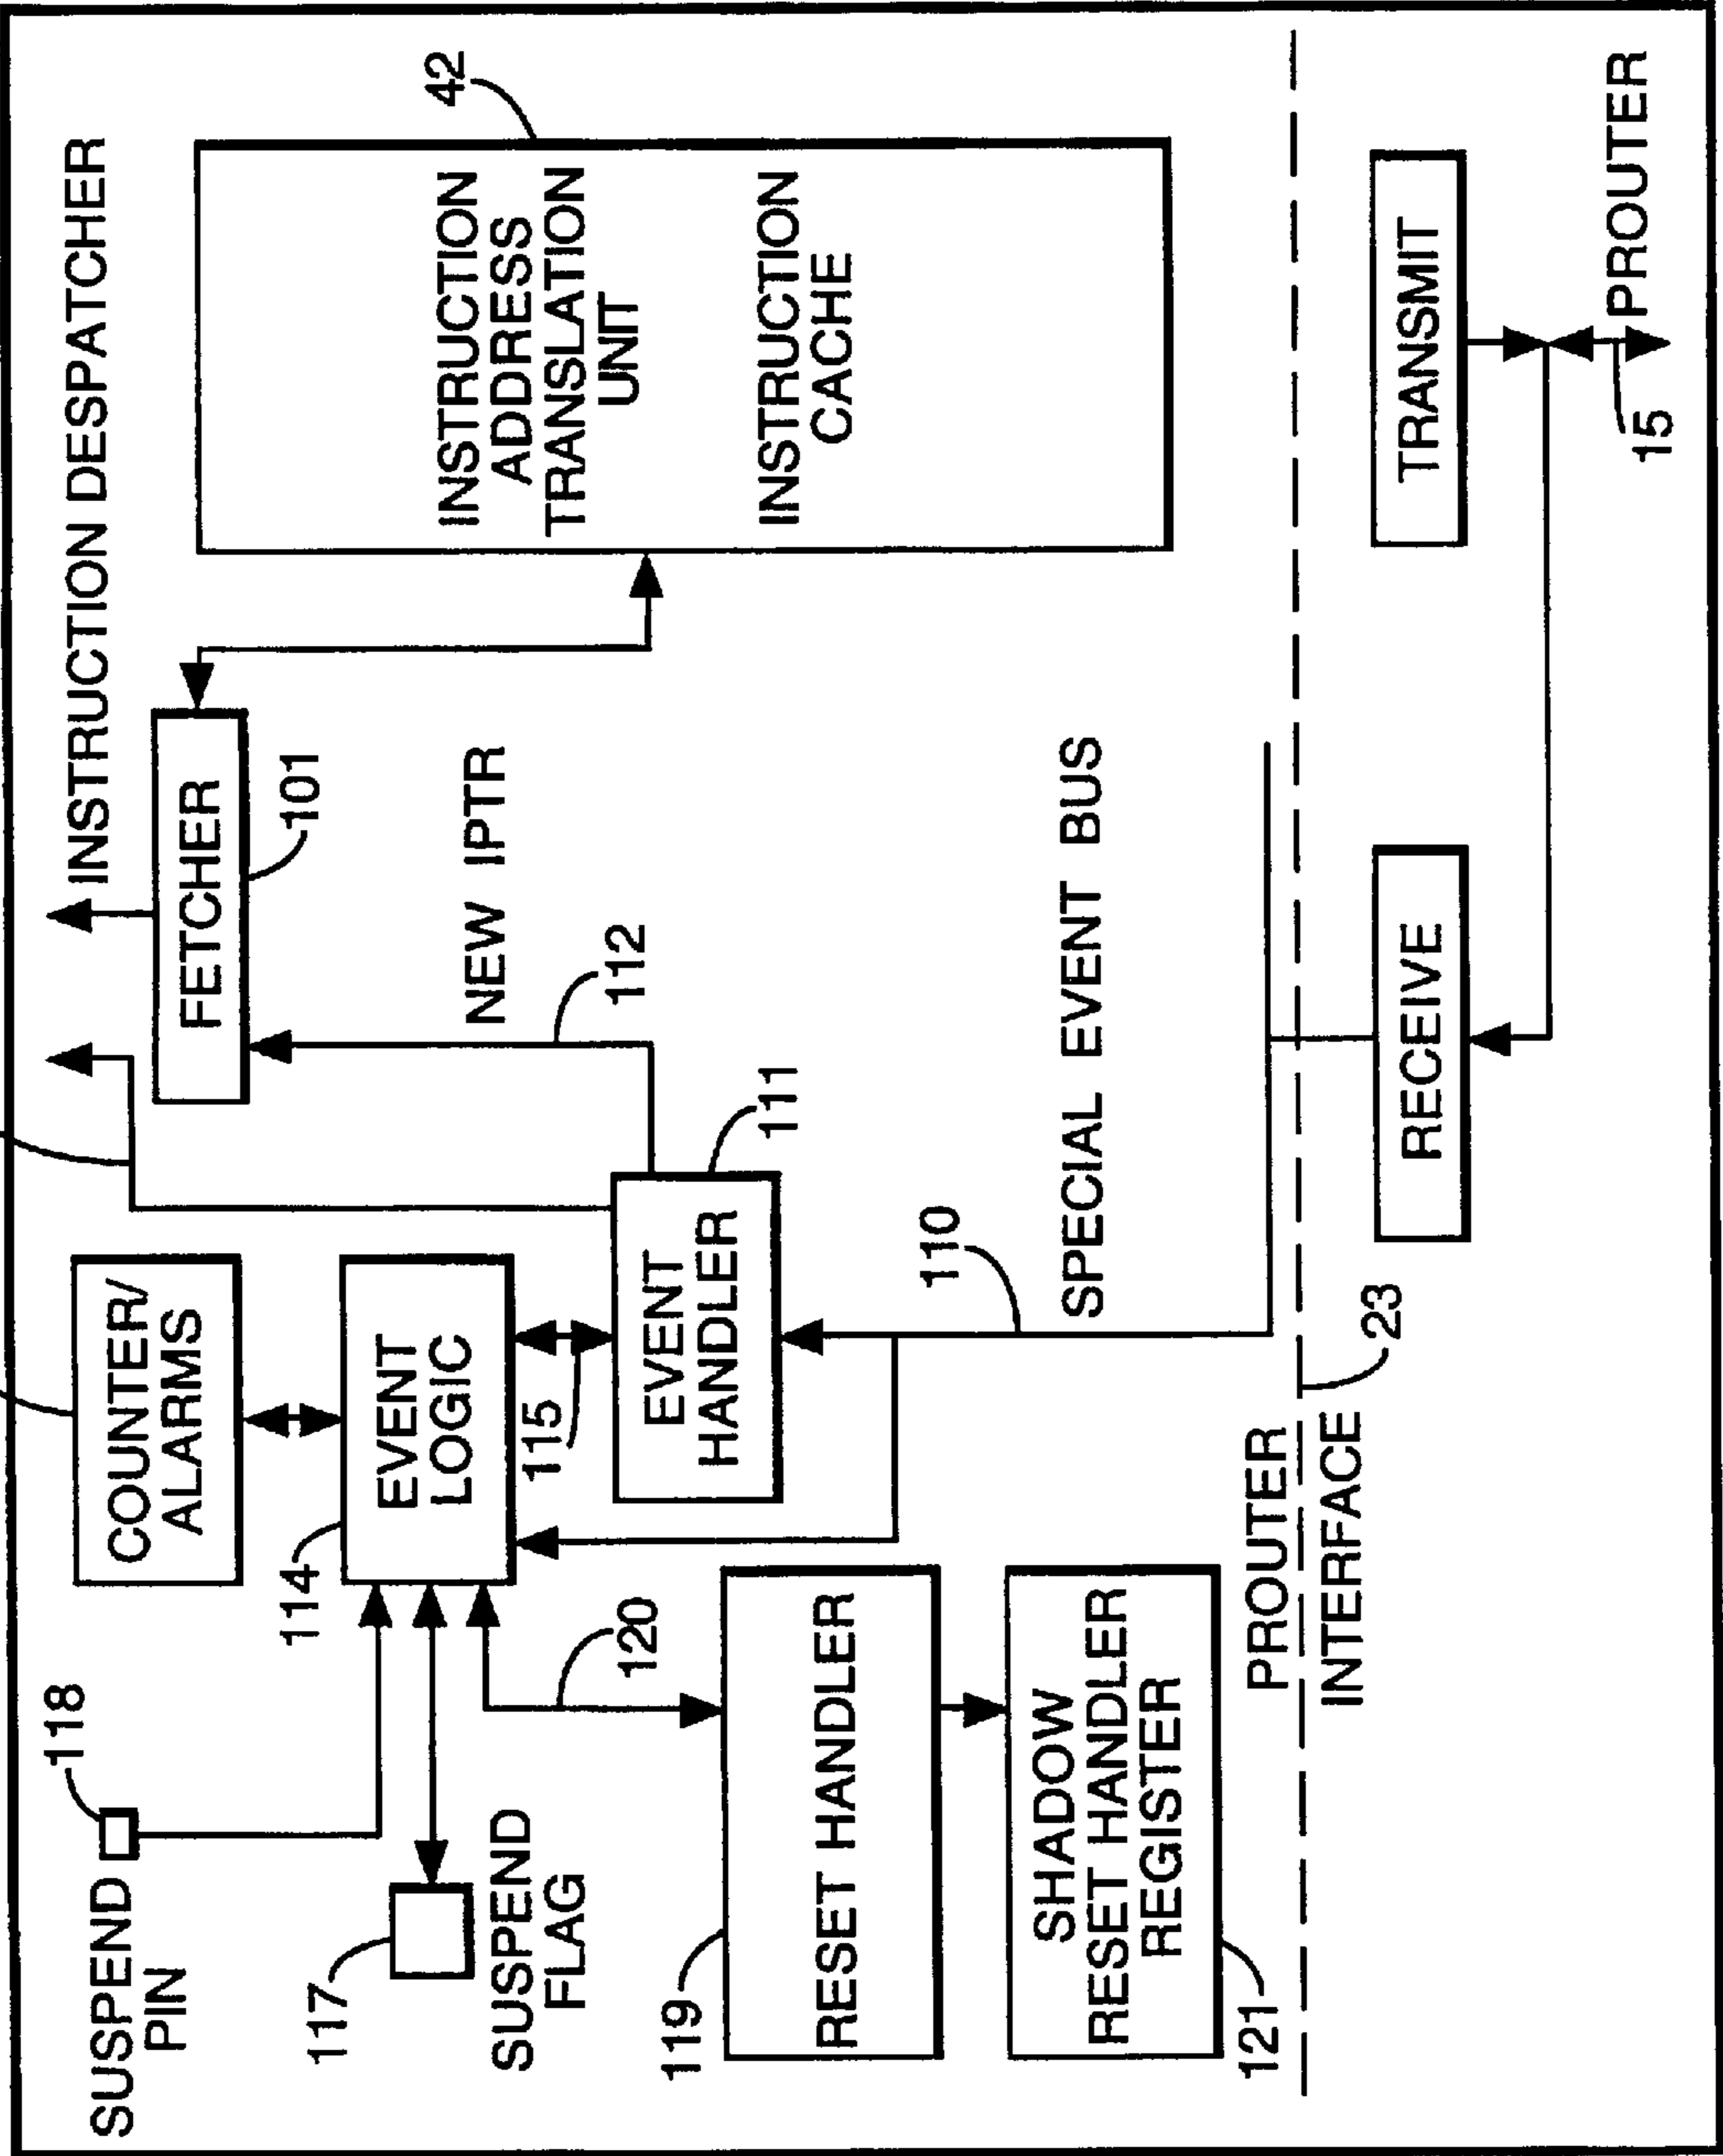 SUSPEND
PIN
118
COUNTER/
ALARMS
INSTRUCTION DESPATCHER
FETCHER
101
117
SUSPEND
FLAG
114
EVENT
LOGIC
115
NEW IPTR
112
42
INSTRUCTION
ADDRESS
TRANSLATION
UNIT
INSTRUCTION
CACHE
120
EVENT
HANDLER
111
119
RESET HANDLER
110
SPECIAL EVENT BUS
SHADOW
RESET HANDLER
REGISTER
121
PROUTER
INTERFACE
23
RECEIVE
TRANSMIT
15
PROUTER